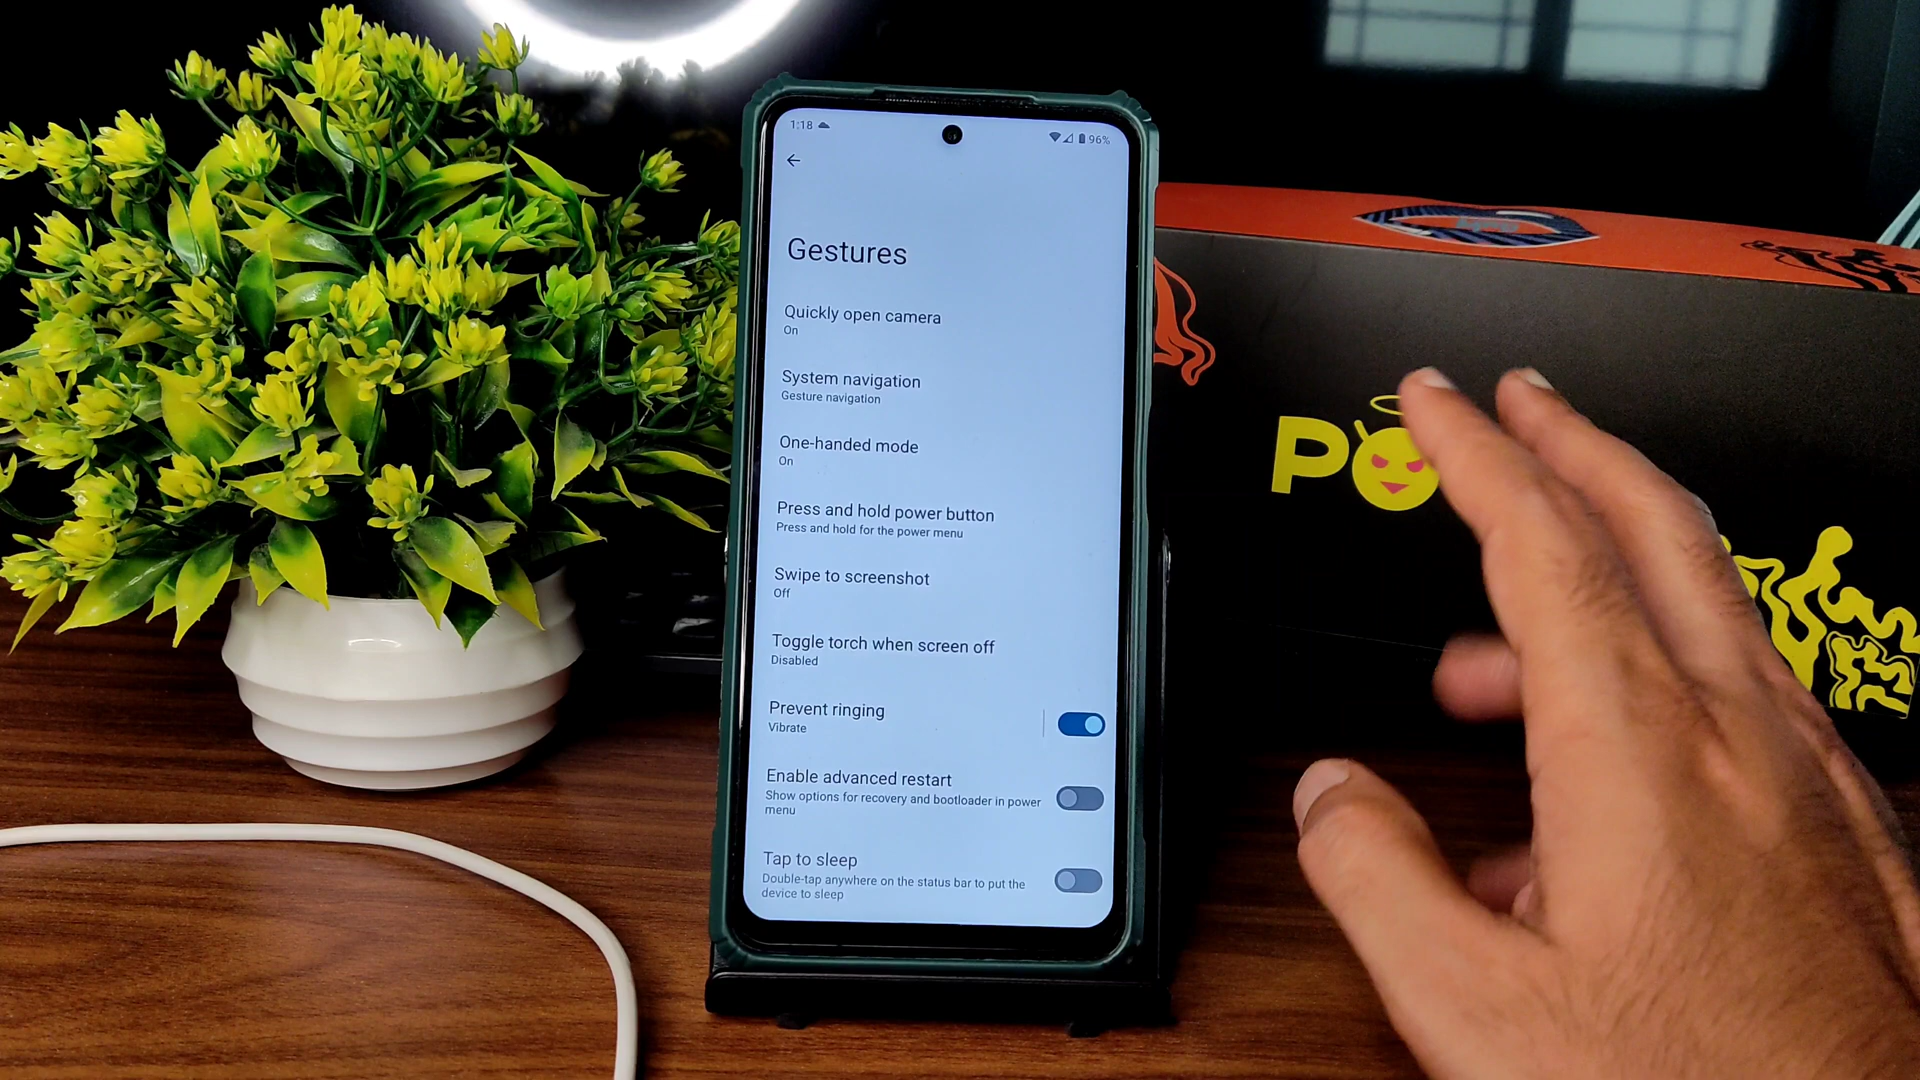 1:18
96%
Gestures
Quickly open camera
On
System navigation
Gesture navigation
One-handed mode
On
Press and hold power button
Press and hold for the power menu
Swipe to screenshot
Off
Toggle torch when screen off
Disabled
Prevent ringing
Vibrate
Enable advanced restart
Show options for recovery and bootloader in power
menu
Tap to sleep
Double-tap anywhere on the status bar to put the
device to sleep
PO